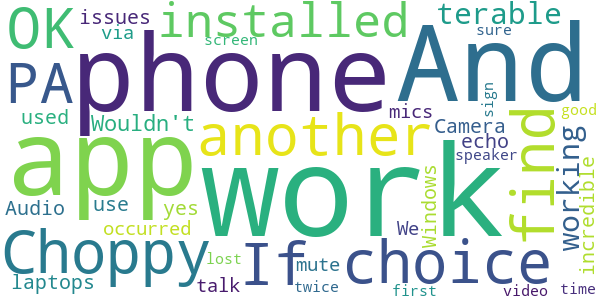 OK
issues
via
installed
screen
terable
sure
PA
phone
And
used
Wouldn't
another
mics
sign
good
Camera
echo
speaker
find
working
incredible
app
work
Audio
use
yes
occurred
We
Windows
Choppy
If
choice
mute
laptops
talk
lost
twice
first
video
time